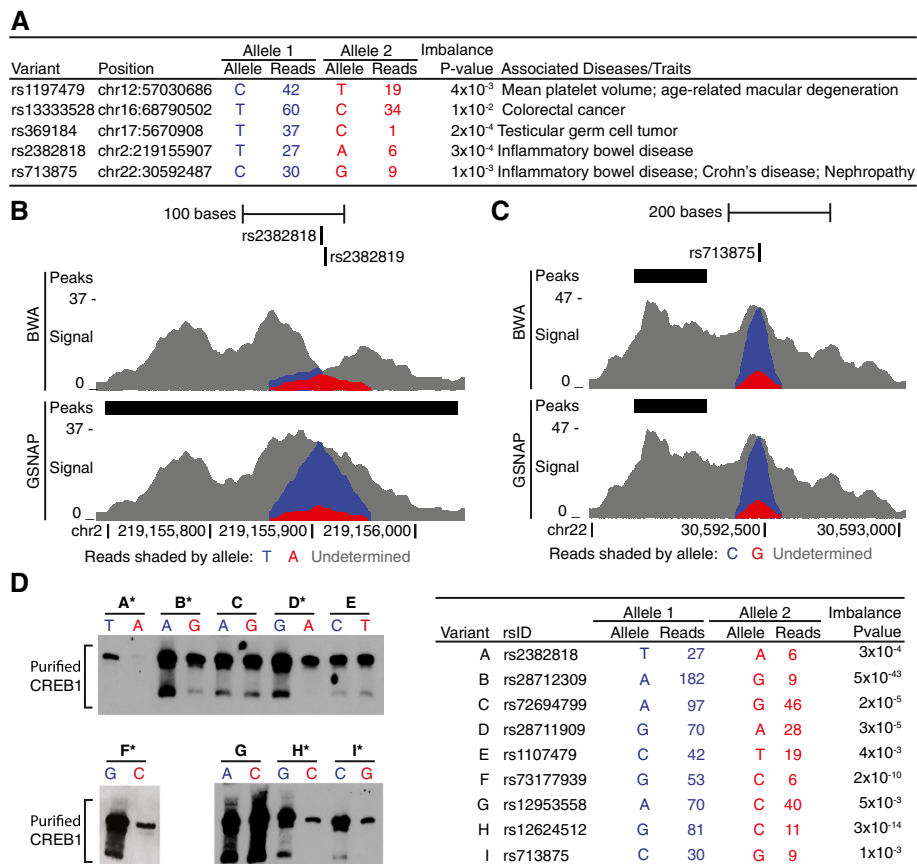 A
Allele 1 Allele 2 Imbalance
Variant Position Allele Reads Allele Reads P-value Associated Diseases/Traits
rs1197479 chr12:57030686 C 42 T 19 4x10⁻³ Mean platelet volume; age-related macular degeneration
rs13333528 chr16:68790502 T 60 C 34 1x10⁻² Colorectal cancer
rs369184 chr17:5670908 T 37 C 1 2x10⁻⁴ Testicular germ cell tumor
rs2382818 chr2:219155907 T 27 A 6 3x10⁻⁴ Inflammatory bowel disease
rs713875 chr22:30592487 C 30 G 9 1x10⁻³ Inflammatory bowel disease; Crohn's disease; Nephropathy
B
100 bases
rs2382818
rs2382819
BWA
Peaks
37 -
Signal
0 _
GSNAP
Peaks
37 -
Signal
0 _
chr2 219,155,800 219,155,900 219,156,000
Reads shaded by allele: T A Undetermined
C
200 bases
rs713875
BWA
Peaks
47 -
Signal
0 _
GSNAP
Peaks
47 -
Signal
0 _
chr22 30,592,500 30,593,000
Reads shaded by allele: C G Undetermined
D
A* B* C D* E
T A A G A G G A C T
Purified
CREB1
F* G H* I*
G C A C G C C G
Purified
CREB1
Allele 1 Allele 2 Imbalance
Variant rsID Allele Reads Allele Reads Pvalue
A rs2382818 T 27 A 6 3x10⁻⁴
B rs28712309 A 182 G 9 5x10⁻⁴³
C rs72694799 A 97 G 46 2x10⁻⁵
D rs28711909 G 70 A 28 3x10⁻⁵
E rs1107479 C 42 T 19 4x10⁻³
F rs73177939 G 53 C 6 2x10⁻¹⁰
G rs12953558 A 70 C 40 5x10⁻³
H rs12624512 G 81 C 11 3x10⁻¹⁴
I rs713875 C 30 G 9 1x10⁻³